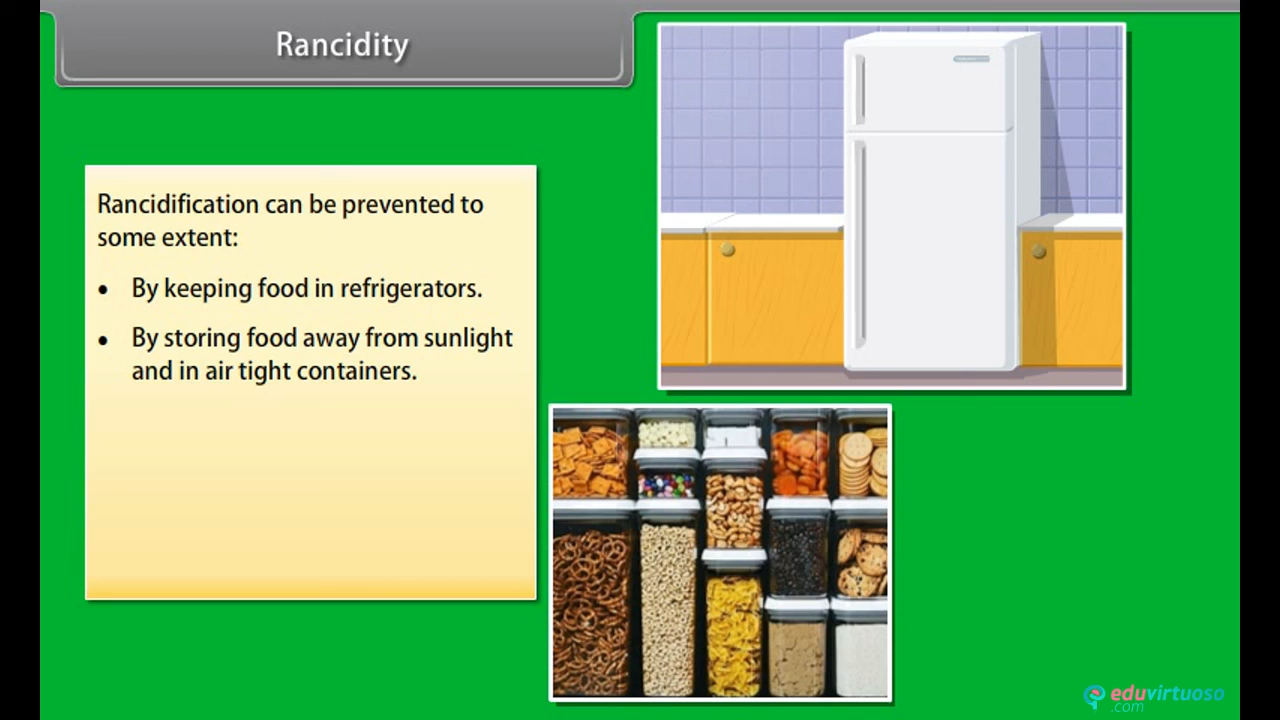 Rancidity
Rancidification can be prevented to
some extent:
• By keeping food in refrigerators.
• By storing food away from sunlight
and in air tight containers.
eduvirtuoso
.com